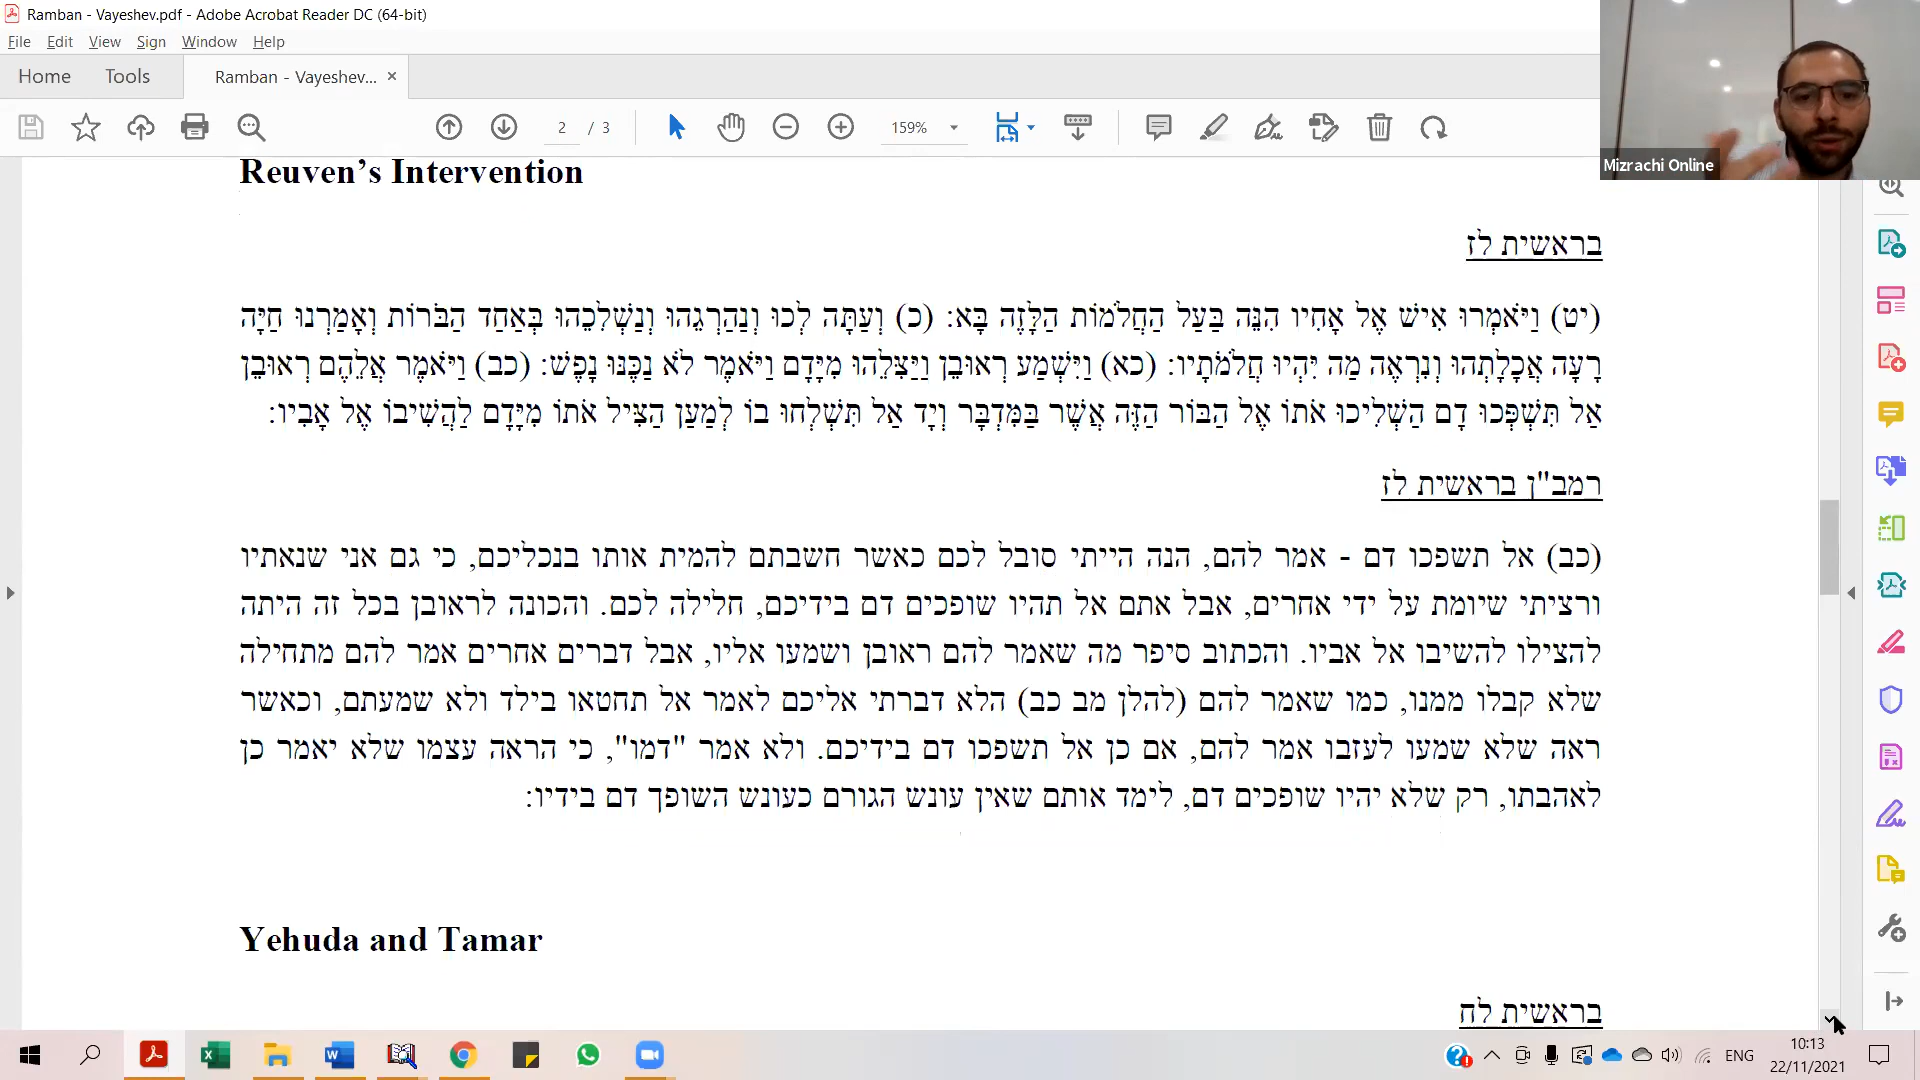 Ramban - Vayeshev.pdf - Adobe Acrobat Reader DC (64-bit)
File Edit View Sign Window Help
Home Tools Ramban - Vayeshev... ×
2 / 3 159%
Mizrachi Online
Reuven’s Intervention
בראשית לז
(יט) וַיֹּאמְרוּ אִישׁ אֶל אָחִיו הִנֵּה בַּעַל הַחֲלֹמוֹת הַלָּזֶה בָּא: (כ) וְעַתָּה לְכוּ וְנַהַרְגֵהוּ וְנַשְׁלִכֵהוּ בְּאַחַד הַבֹּרוֹת וְאָמַרְנוּ חַיָּה
רָעָה אֲכָלָתְהוּ וְנִרְאֶה מַה יִּהְיוּ חֲלֹמֹתָיו: (כא) וַיִּשְׁמַע רְאוּבֵן וַיַּצִּלֵהוּ מִיָּדָם וַיֹּאמֶר לֹא נַכֶּנּוּ נָפֶשׁ: (כב) וַיֹּאמֶר אֲלֵהֶם רְאוּבֵן
אַל תִּשְׁפְּכוּ דָם הַשְׁלִיכוּ אֹתוֹ אֶל הַבּוֹר הַזֶּה אֲשֶׁר בַּמִּדְבָּר וְיָד אַל תִּשְׁלְחוּ בוֹ לְמַעַן הַצִּיל אֹתוֹ מִיָּדָם לַהֲשִׁיבוֹ אֶל אָבִיו:
רמב"ן בראשית לז
(כב) אל תשפכו דם - אמר להם, הנה הייתי סובל לכם כאשר חשבתם להמית אותו בנכליכם, כי גם אני שנאתיו
ורציתי שיומת על ידי אחרים, אבל אתם אל תהיו שופכים דם בידיכם, חלילה לכם. והכונה לראובן בכל זה היתה
להצילו להשיבו אל אביו. והכתוב סיפר מה שאמר להם ראובן ושמעו אליו, אבל דברים אחרים אמר להם מתחילה
שלא קבלו ממנו, כמו שאמר להם (להלן מב כב) הלא דברתי אליכם לאמר אל תחטאו בילד ולא שמעתם, וכאשר
ראה שלא שמעו לעזבו אמר להם, אם כן אל תשפכו דם בידיכם. ולא אמר "דמו", כי הראה עצמו שלא יאמר כן
לאהבתו, רק שלא יהיו שופכים דם, לימד אותם שאין עונש הגורם כעונש השופך דם בידיו:
Yehuda and Tamar
בראשית לח
ENG
10:13
22/11/2021